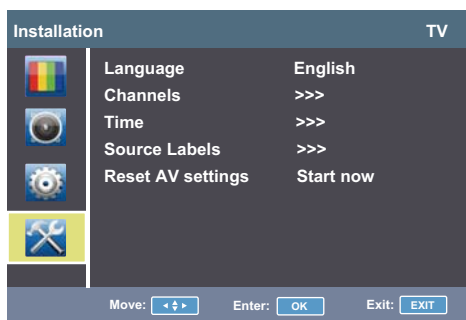 Installation TV
Language English
Channels >>>
Time >>>
Source Labels >>>
Reset AV settings Start now
Move: Enter: OK Exit: EXIT